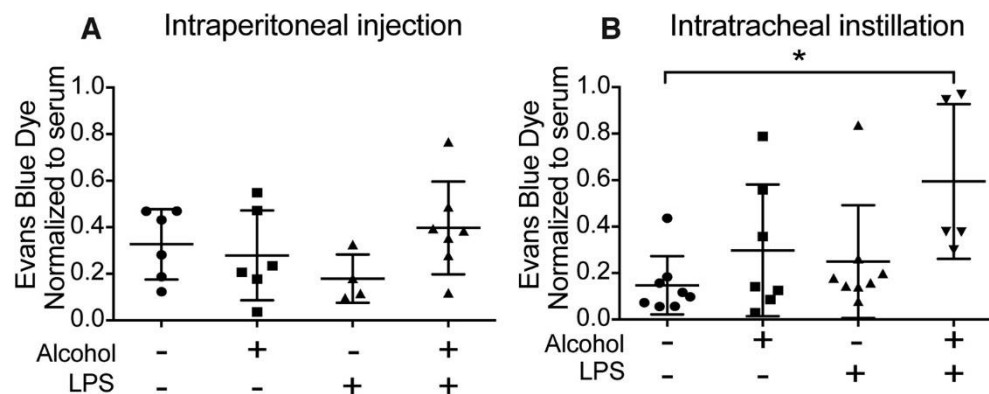 A Intraperitoneal injection
Evans Blue Dye
Normalized to serum
1.0
0.8
0.6
0.4
0.2
0.0
Alcohol - + - +
LPS - - + +
B Intratracheal instillation
*
Evans Blue Dye
Normalized to serum
1.0
0.8
0.6
0.4
0.2
0.0
Alcohol - + - +
LPS - - + +